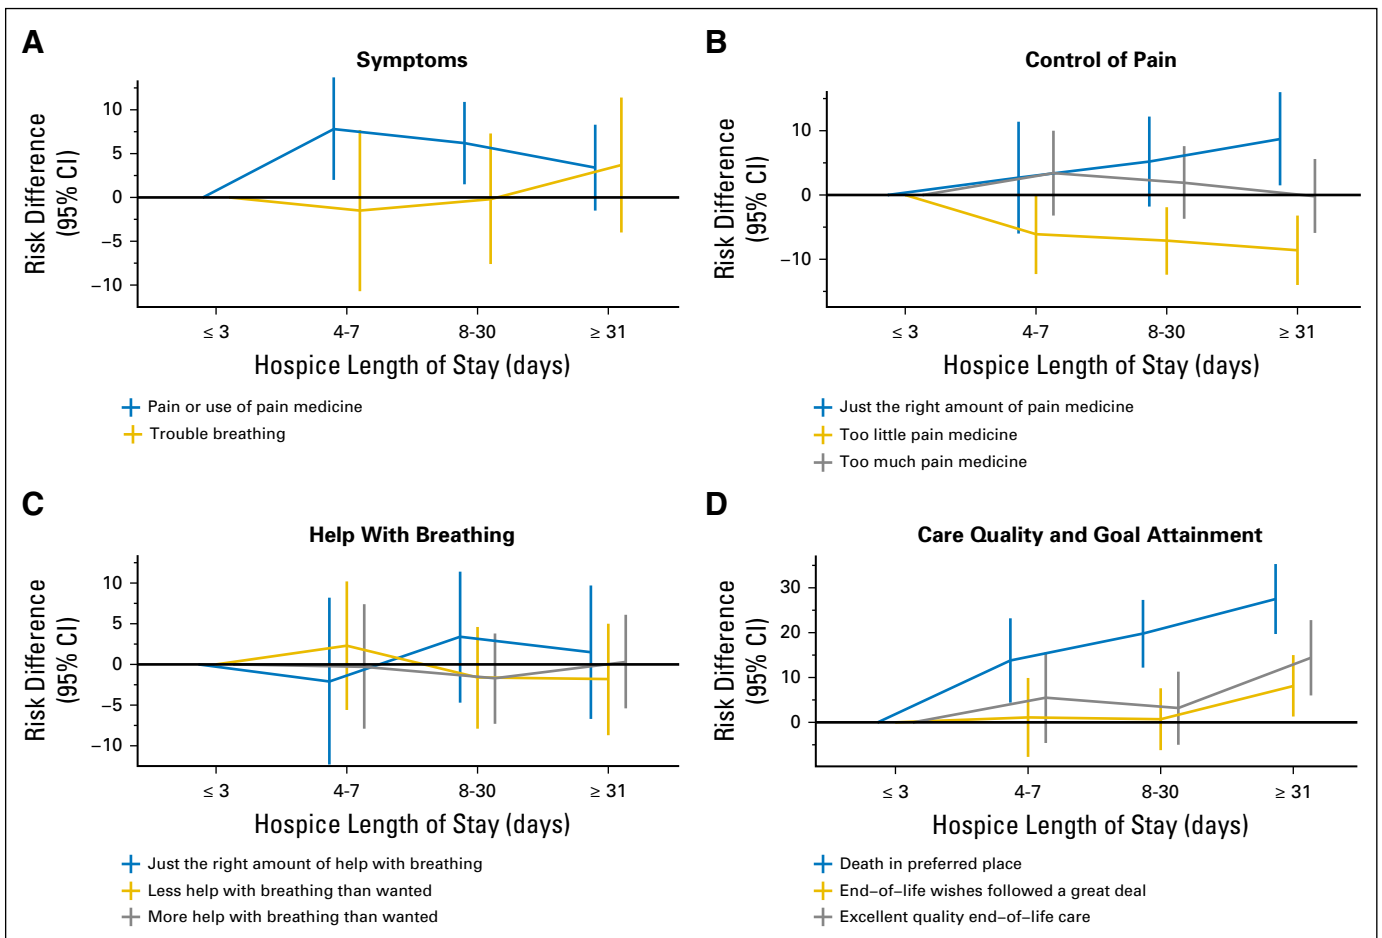 A
Symptoms
Risk Difference
(95% CI)
10
5
0
−5
−10
≤ 3
4-7
8-30
≥ 31
Hospice Length of Stay (days)
Pain or use of pain medicine
Trouble breathing
B
Control of Pain
Risk Difference
(95% CI)
10
0
−10
≤ 3
4-7
8-30
≥ 31
Hospice Length of Stay (days)
Just the right amount of pain medicine
Too little pain medicine
Too much pain medicine
C
Help With Breathing
Risk Difference
(95% CI)
10
5
0
−5
−10
≤ 3
4-7
8-30
≥ 31
Hospice Length of Stay (days)
Just the right amount of help with breathing
Less help with breathing than wanted
More help with breathing than wanted
D
Care Quality and Goal Attainment
Risk Difference
(95% CI)
30
20
10
0
≤ 3
4-7
8-30
≥ 31
Hospice Length of Stay (days)
Death in preferred place
End−of−life wishes followed a great deal
Excellent quality end−of−life care